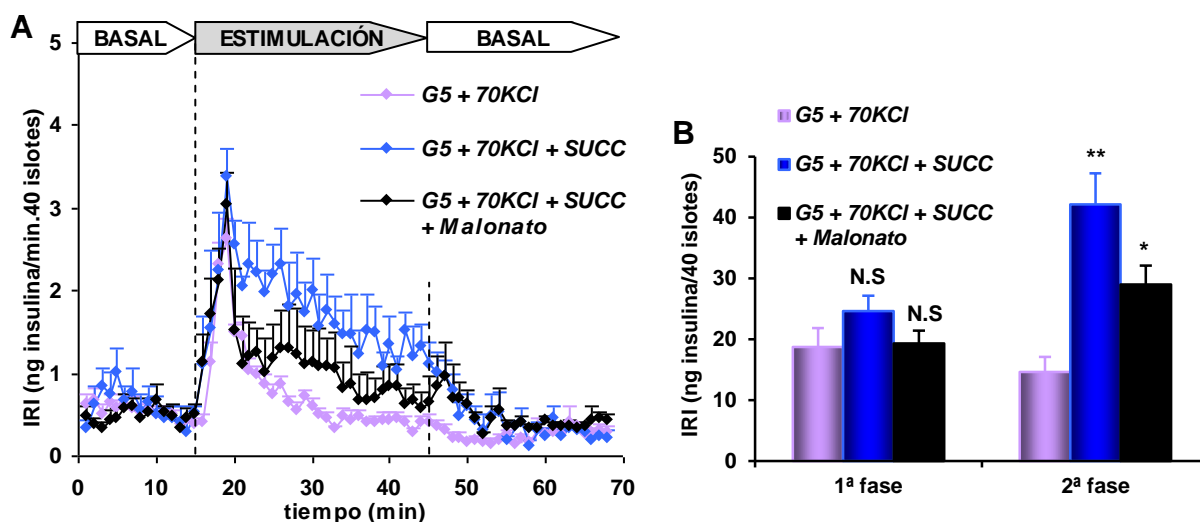 A
BASAL
ESTIMULACIÓN
BASAL
G5 + 70KCl
G5 + 70KCl + SUCC
G5 + 70KCl + SUCC
+ Malonato
IRI (ng insulina/min.40 islotes)
5
4
3
2
1
0
0 10 20 30 40 50 60 70
tiempo (min)
B
G5 + 70KCl
G5 + 70KCl + SUCC
G5 + 70KCl + SUCC
+ Malonato
IRI (ng insulina/40 islotes)
50
40
30
20
10
0
N.S
N.S
**
*
1ª fase
2ª fase